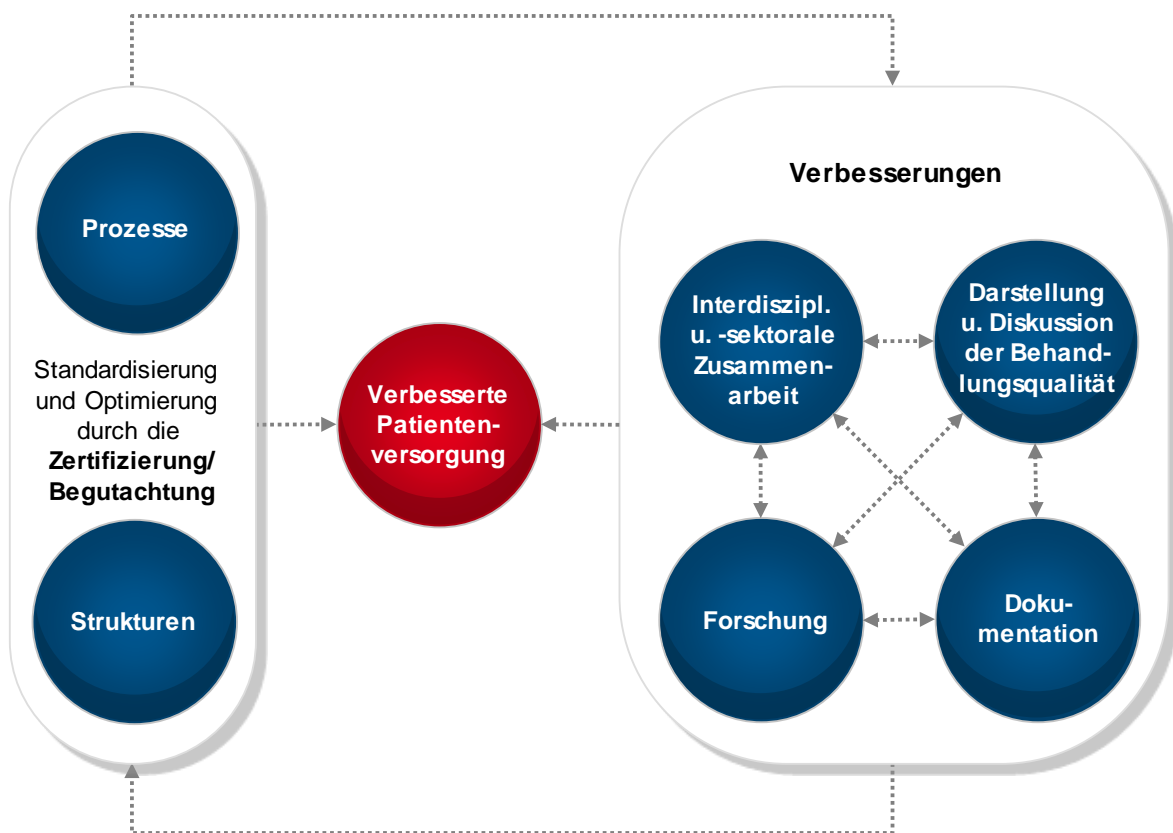 Prozesse
Standardisierung
und Optimierung
durch die
Zertifizierung/
Begutachtung
Strukturen
Verbesserte
Patienten-
versorgung
Verbesserungen
Interdiszipl.
u. -sektorale
Zusammen-
arbeit
Darstellung
u. Diskussion
der Behand-
lungsqualität
Forschung
Doku-
mentation